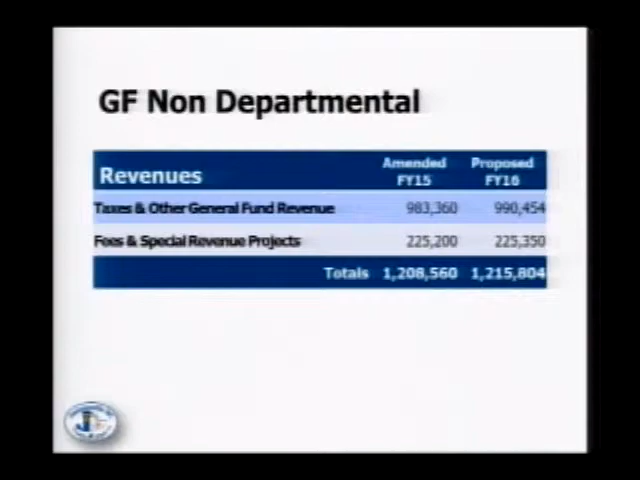 GF Non Departmental
Revenues Amended FY15 Proposed FY16
Taxes & Other General Fund Revenue 983,360 990,454
Fees & Special Revenue Projects 225,200 225,350
Totals 1,208,560 1,215,804